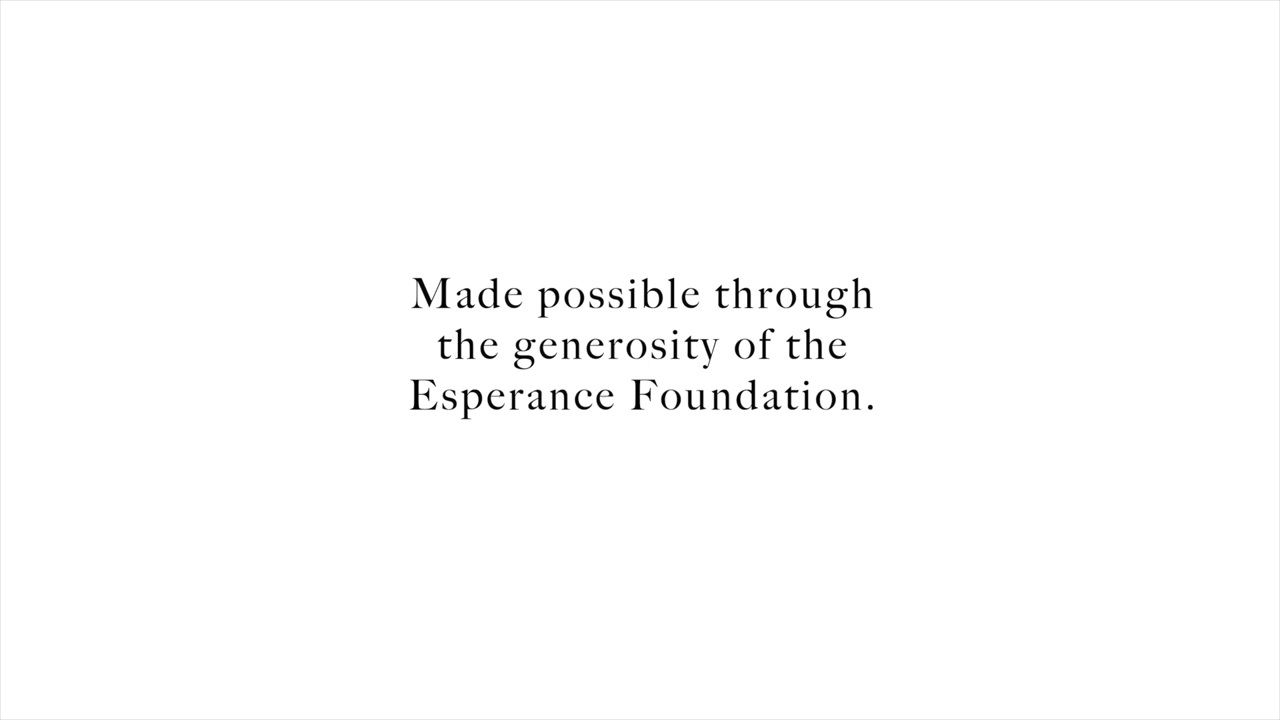 Made possible through
the generosity of the
Esperance Foundation.